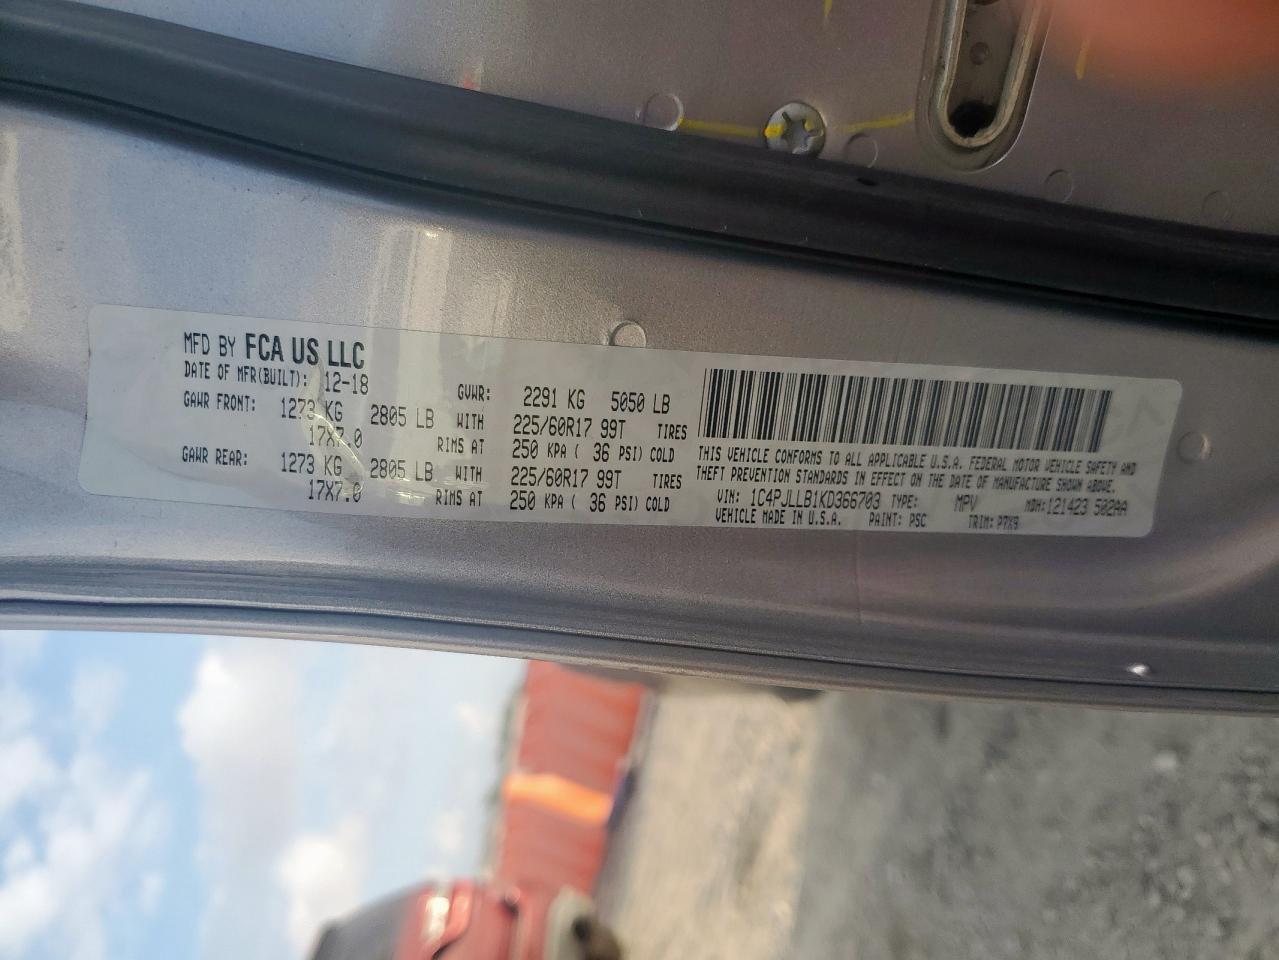 MFD BY FCA US LLC
DATE OF MFR(BUILT): 12-18 GVWR: 2291 KG 5050 LB
GAWR FRONT: 1273 KG 2805 LB WITH 225/60R17 99T TIRES
17X7.0 RIMS AT 250 KPA ( 36 PSI) COLD
GAWR REAR: 1273 KG 2805 LB WITH 225/60R17 99T TIRES
17X7.0 RIMS AT 250 KPA ( 36 PSI) COLD
THIS VEHICLE CONFORMS TO ALL APPLICABLE U.S.A. FEDERAL MOTOR VEHICLE SAFETY AND
THEFT PREVENTION STANDARDS IN EFFECT ON THE DATE OF MANUFACTURE SHOWN ABOVE.
VIN: 1C4PJLLB1KD366703 TYPE: MPV MDH:121423 502AA
VEHICLE MADE IN U.S.A. PAINT: PSC TRIM: P7X9